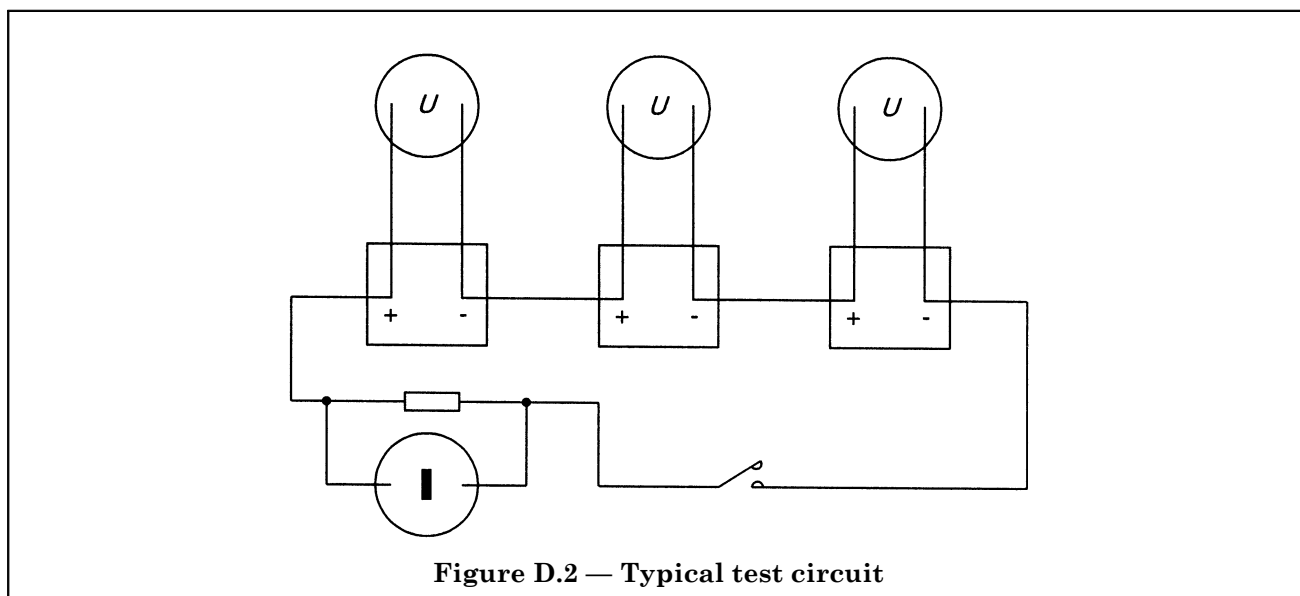 U U U
+ - + - + -
I
Figure D.2 — Typical test circuit